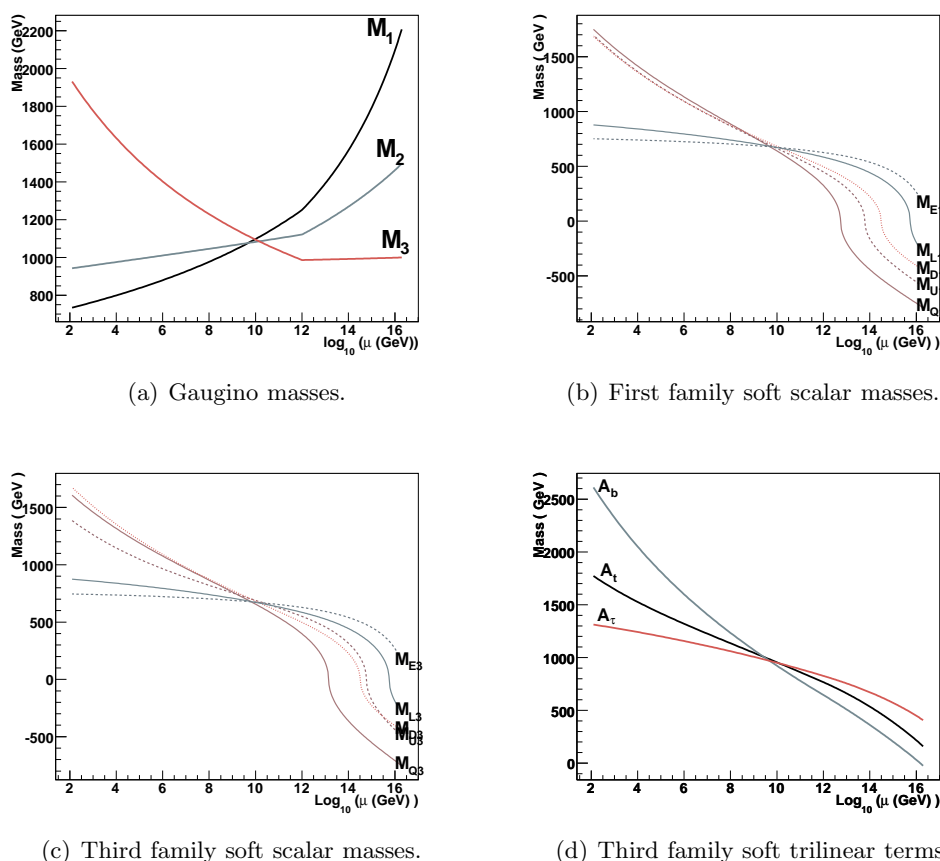 Mass (GeV)
2200
2000
1800
1600
1400
1200
1000
800
M1
M2
M3
2 4 6 8 10 12 14 16
log10 (μ (GeV))
(a) Gaugino masses.
Mass ( GeV )
1500
1000
500
0
-500
ME
ML
MD
MU
MQ
2 4 6 8 10 12 14 16
Log10 (μ (GeV) )
(b) First family soft scalar masses.
Mass ( GeV )
1500
1000
500
0
-500
ME3
ML3
MD3
MU3
MQ3
2 4 6 8 10 12 14 16
Log10 (μ (GeV) )
(c) Third family soft scalar masses.
Mass ( GeV )
2500
2000
1500
1000
500
0
Ab
At
Aτ
2 4 6 8 10 12 14 16
Log10 (μ (GeV) )
(d) Third family soft trilinear terms